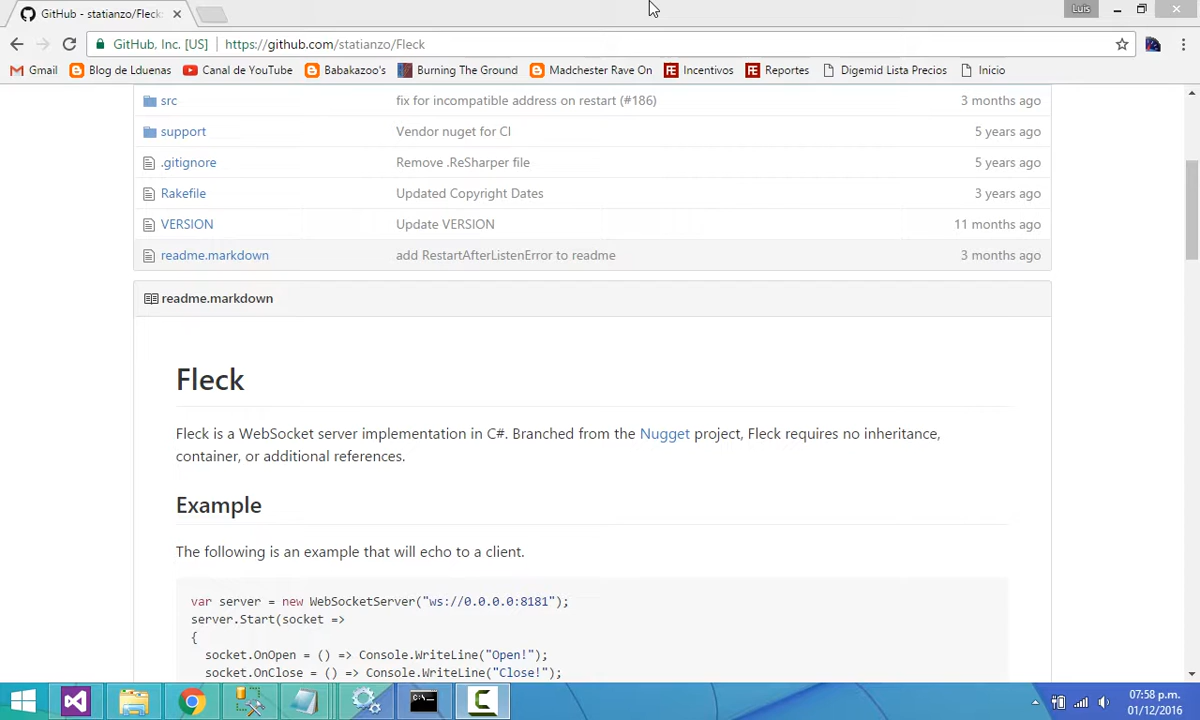 GitHub - statianzo/Fleck:
Luis
GitHub, Inc. [US] https://github.com/statianzo/Fleck
Gmail Blog de Lduenas Canal de YouTube Babakazoo's Burning The Ground Madchester Rave On Incentivos Reportes Digemid Lista Precios Inicio
src fix for incompatible address on restart (#186) 3 months ago
support Vendor nuget for CI 5 years ago
.gitignore Remove .ReSharper file 5 years ago
Rakefile Updated Copyright Dates 3 years ago
VERSION Update VERSION 11 months ago
readme.markdown add RestartAfterListenError to readme 3 months ago
readme.markdown
Fleck
Fleck is a WebSocket server implementation in C#. Branched from the Nugget project, Fleck requires no inheritance,
container, or additional references.
Example
The following is an example that will echo to a client.
var server = new WebSocketServer("ws://0.0.0.0:8181");
server.Start(socket =>
{
socket.OnOpen = () => Console.WriteLine("Open!");
socket.OnClose = () => Console.WriteLine("Close!");
07:58 p.m.
01/12/2016